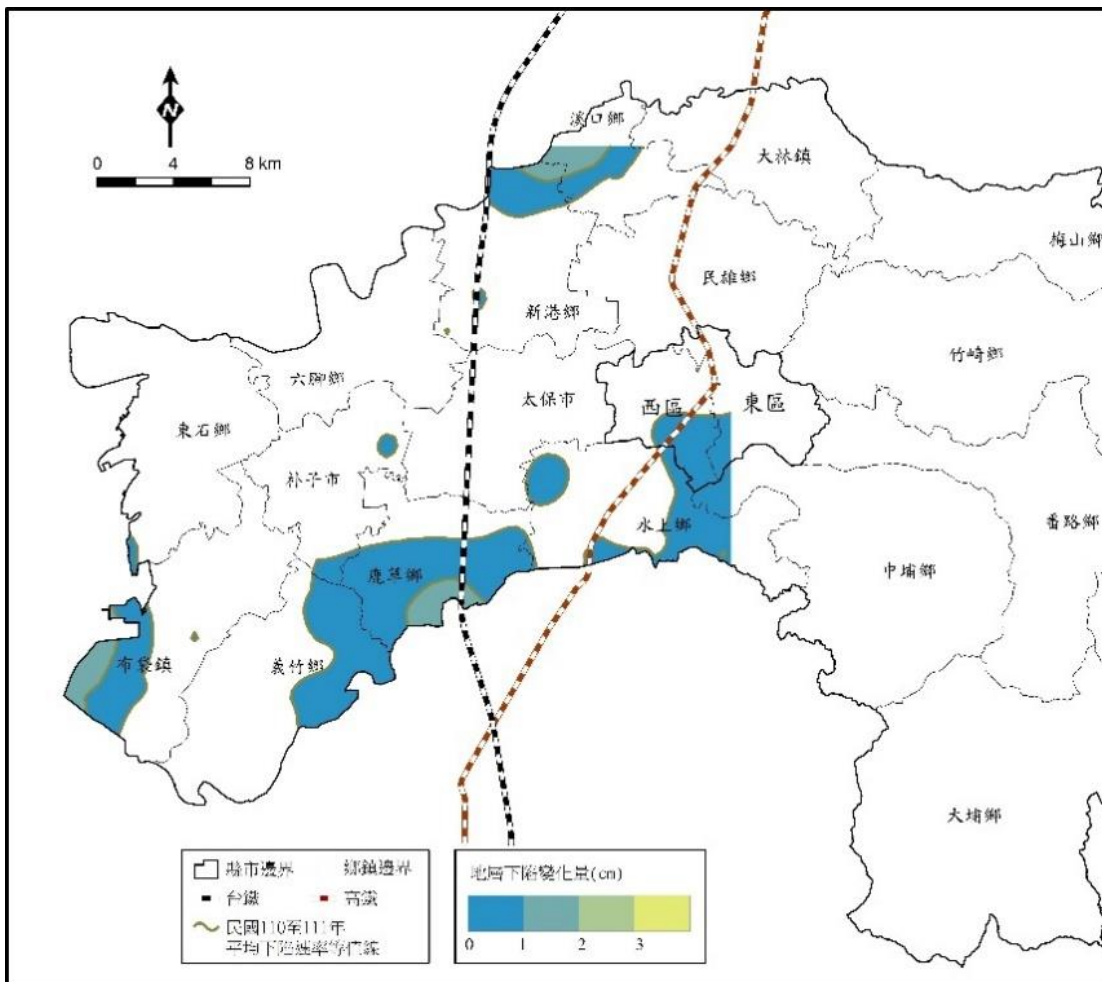 溪口鄉
大林鎮
N
0 4 8 km
梅山鄉
民雄鄉
新港鄉
竹崎鄉
六腳鄉
太保市
西區
東區
東石鄉
朴子市
水上鄉
番路鄉
鹿草鄉
中埔鄉
布袋鎮
義竹鄉
大埔鄉
縣市邊界
鄉鎮邊界
台鐵
高鐵
民國110至111年
平均下陷速率等值線
地層下陷變化量(cm)
0 1 2 3